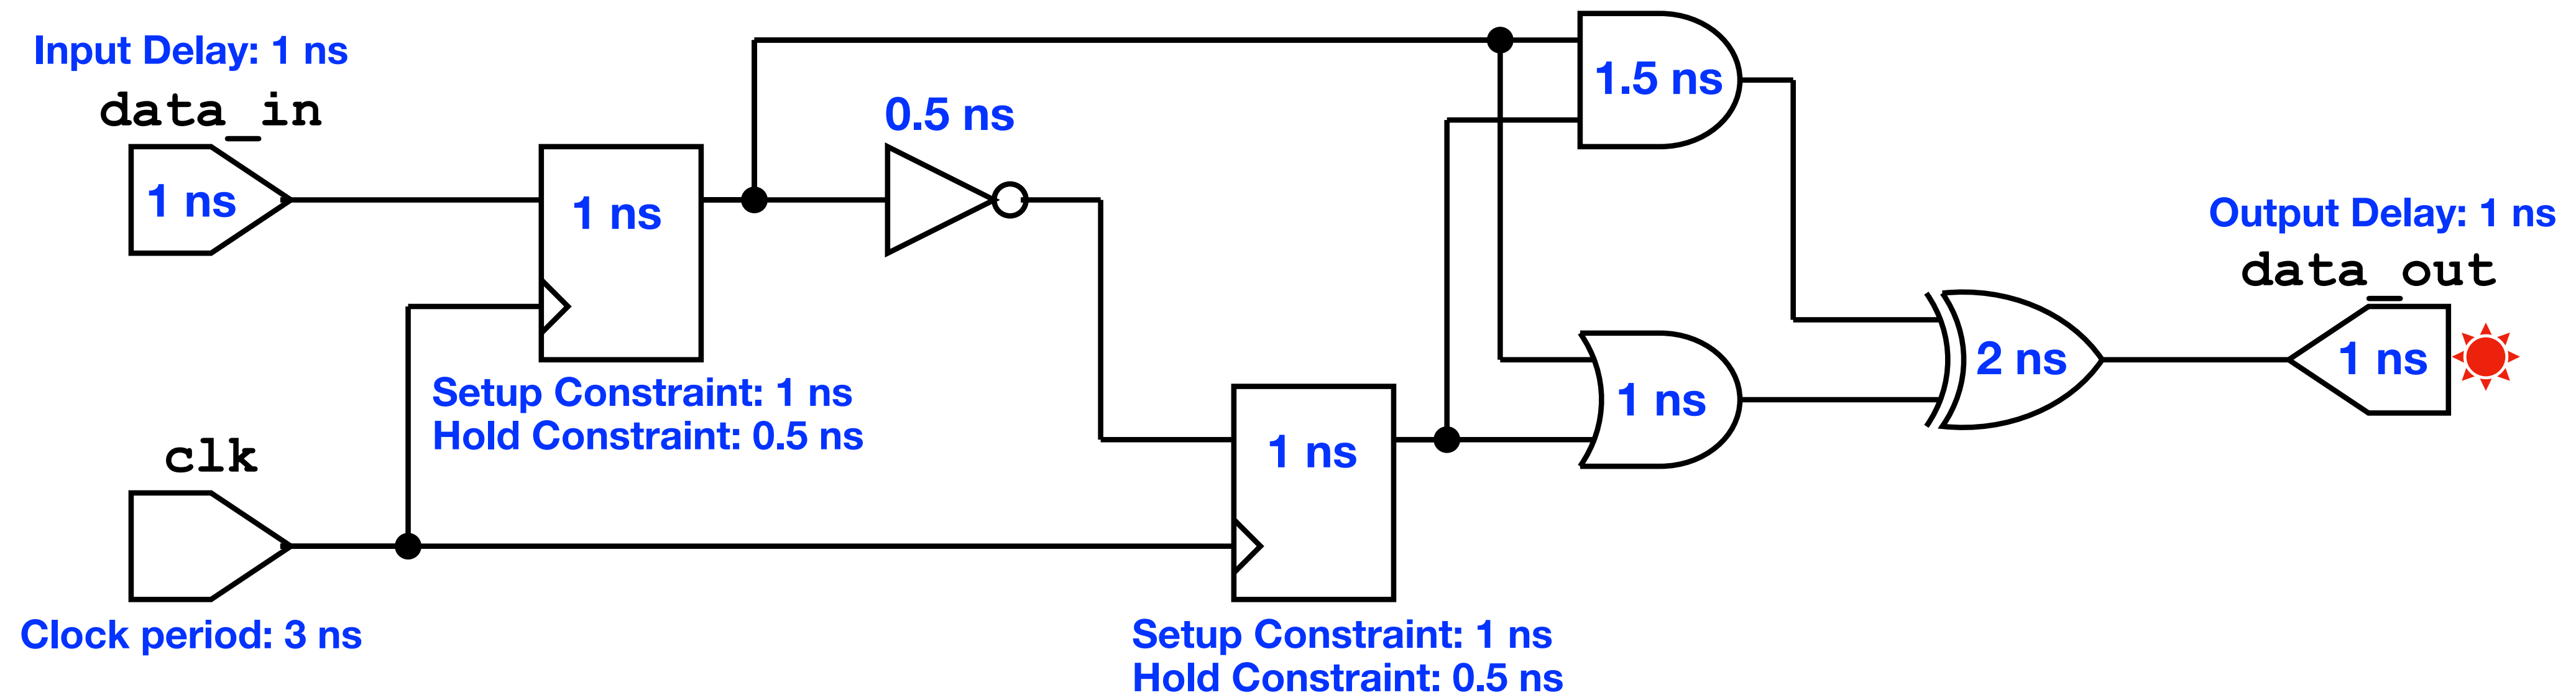 Input Delay: 1 ns
data_in
1 ns
1 ns
Setup Constraint: 1 ns
Hold Constraint: 0.5 ns
clk
Clock period: 3 ns
0.5 ns
1 ns
Setup Constraint: 1 ns
Hold Constraint: 0.5 ns
1.5 ns
1 ns
2 ns
Output Delay: 1 ns
data_out
1 ns